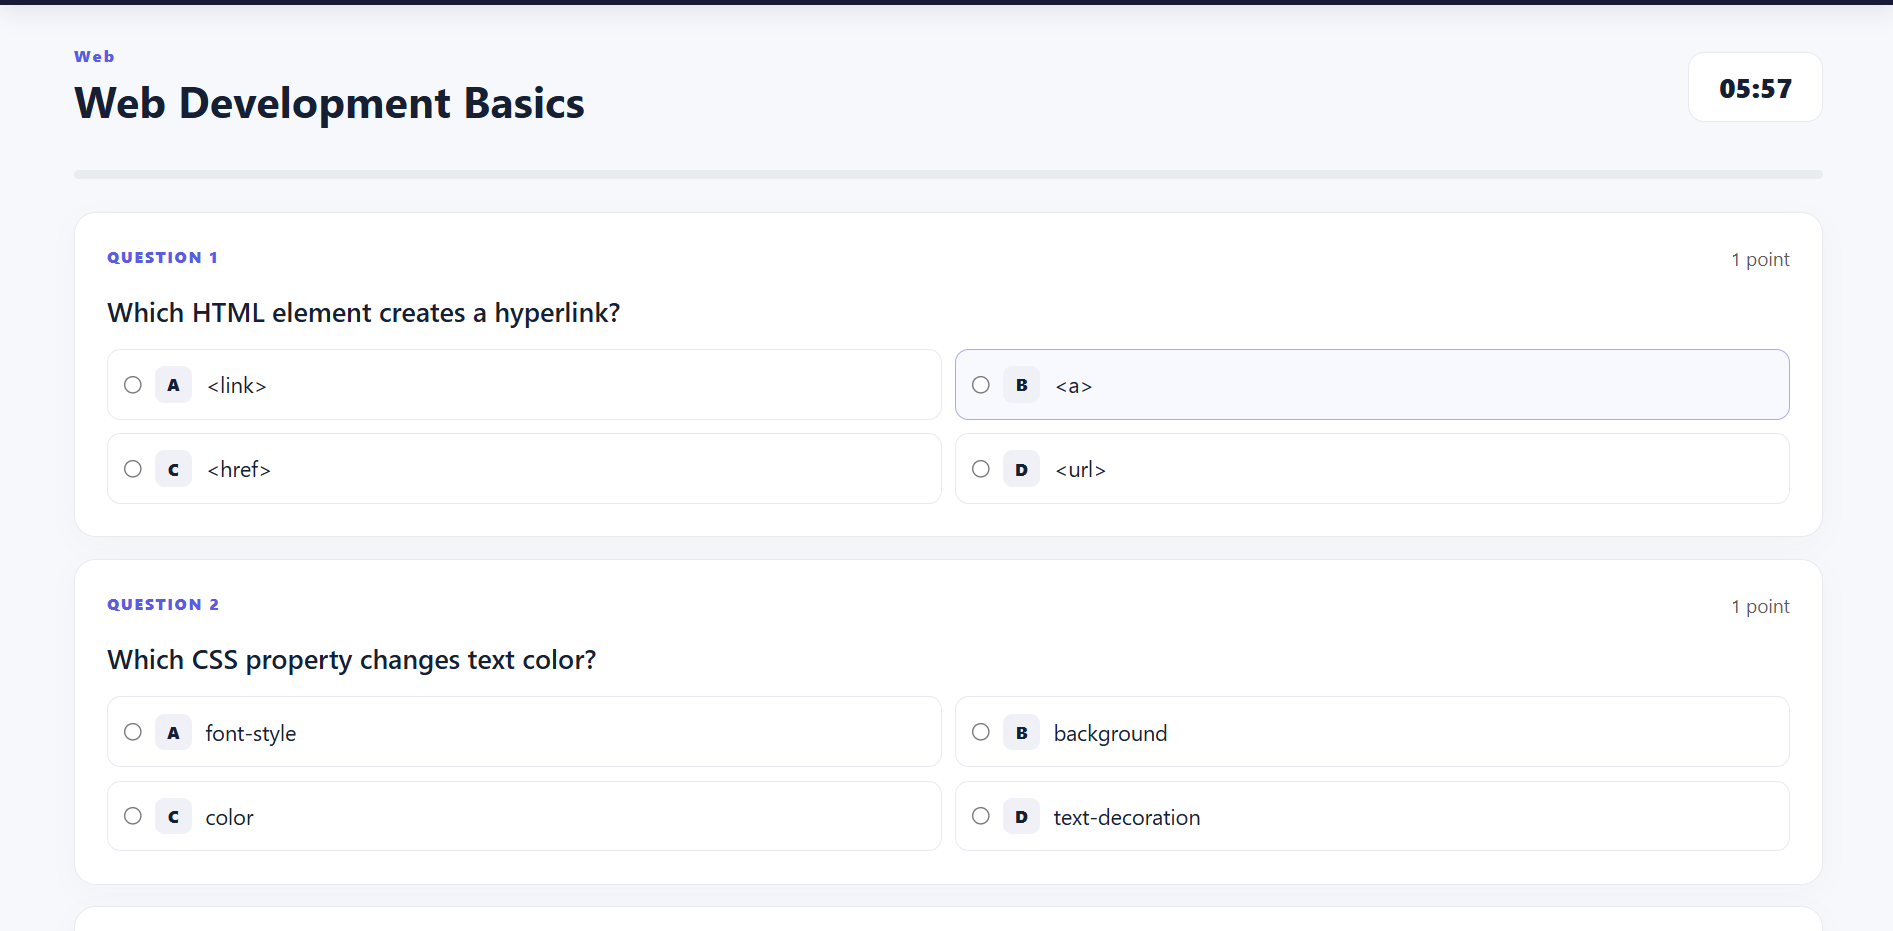 Web
Web Development Basics
05:57
QUESTION 1
1 point
Which HTML element creates a hyperlink?
A <link>
B <a>
C <href>
D <url>
QUESTION 2
1 point
Which CSS property changes text color?
A font-style
B background
C color
D text-decoration